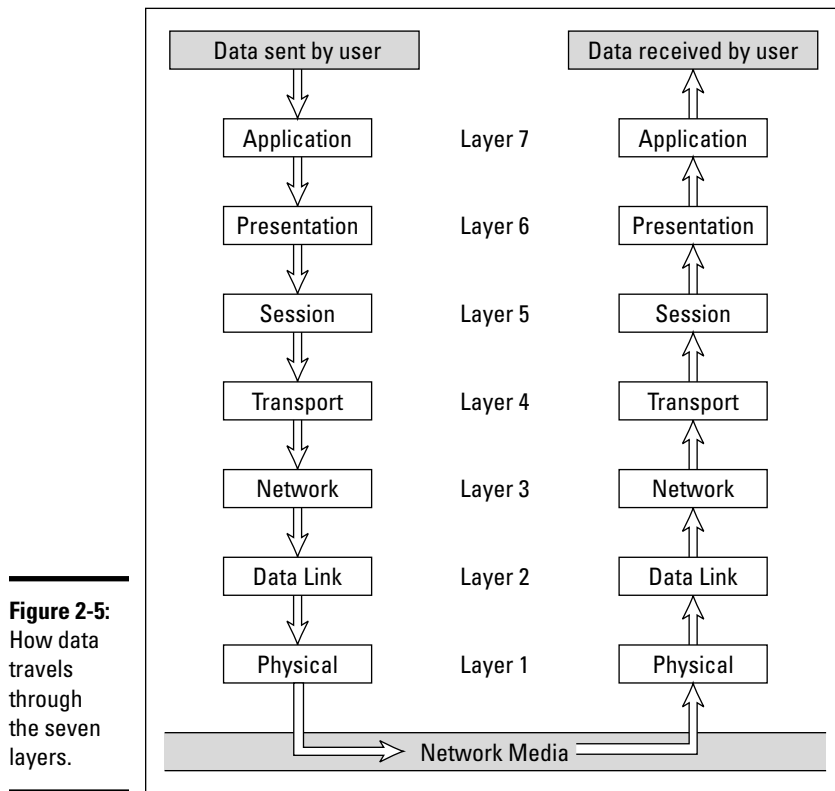 Data sent by user Data received by user
Application Layer 7 Application
Presentation Layer 6 Presentation
Session Layer 5 Session
Transport Layer 4 Transport
Network Layer 3 Network
Data Link Layer 2 Data Link
Physical Layer 1 Physical
Network Media
Figure 2-5:
How data
travels
through
the seven
layers.